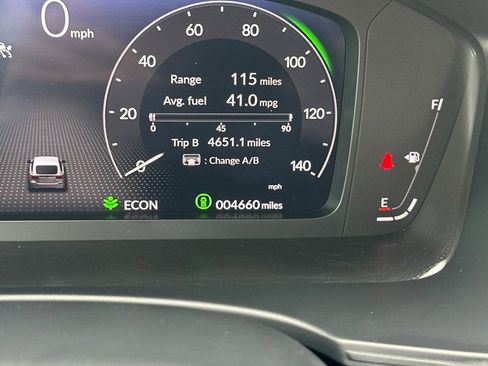 0 mph
60 80
40 100
20 120
0 140
Range 115 miles
Avg. fuel 41.0 mpg
0 45 90
Trip B 4651.1 miles
: Change A/B
mph
ECON 004660 miles
F
E